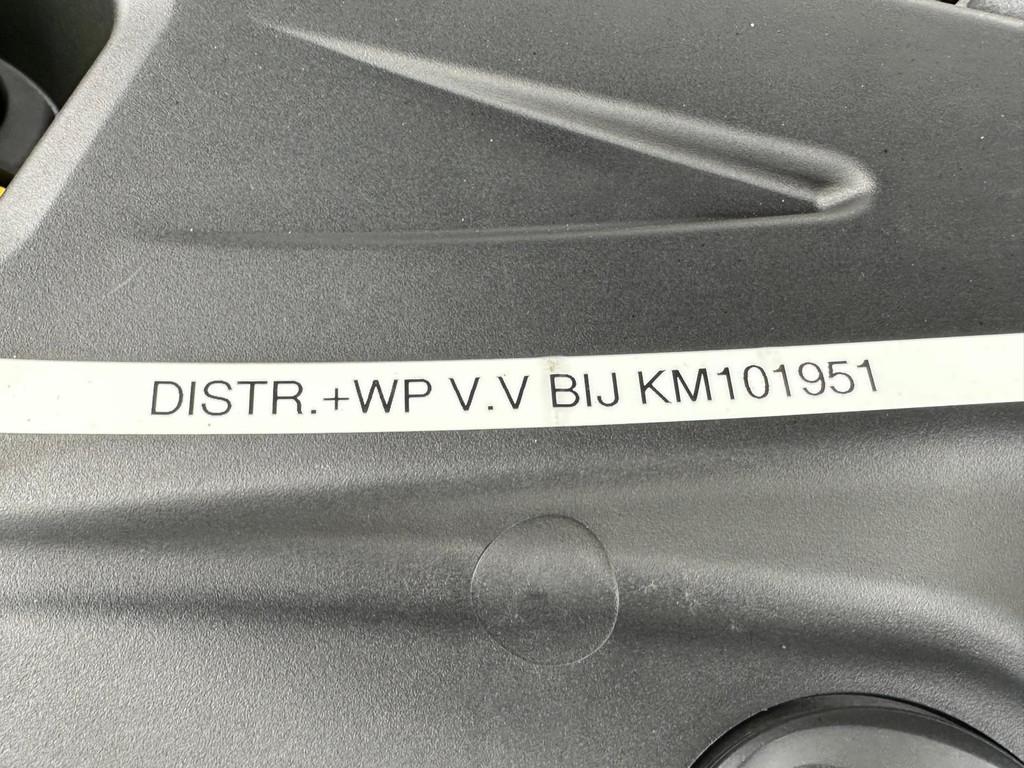 DISTR.+WP V.V BIJ KM101951